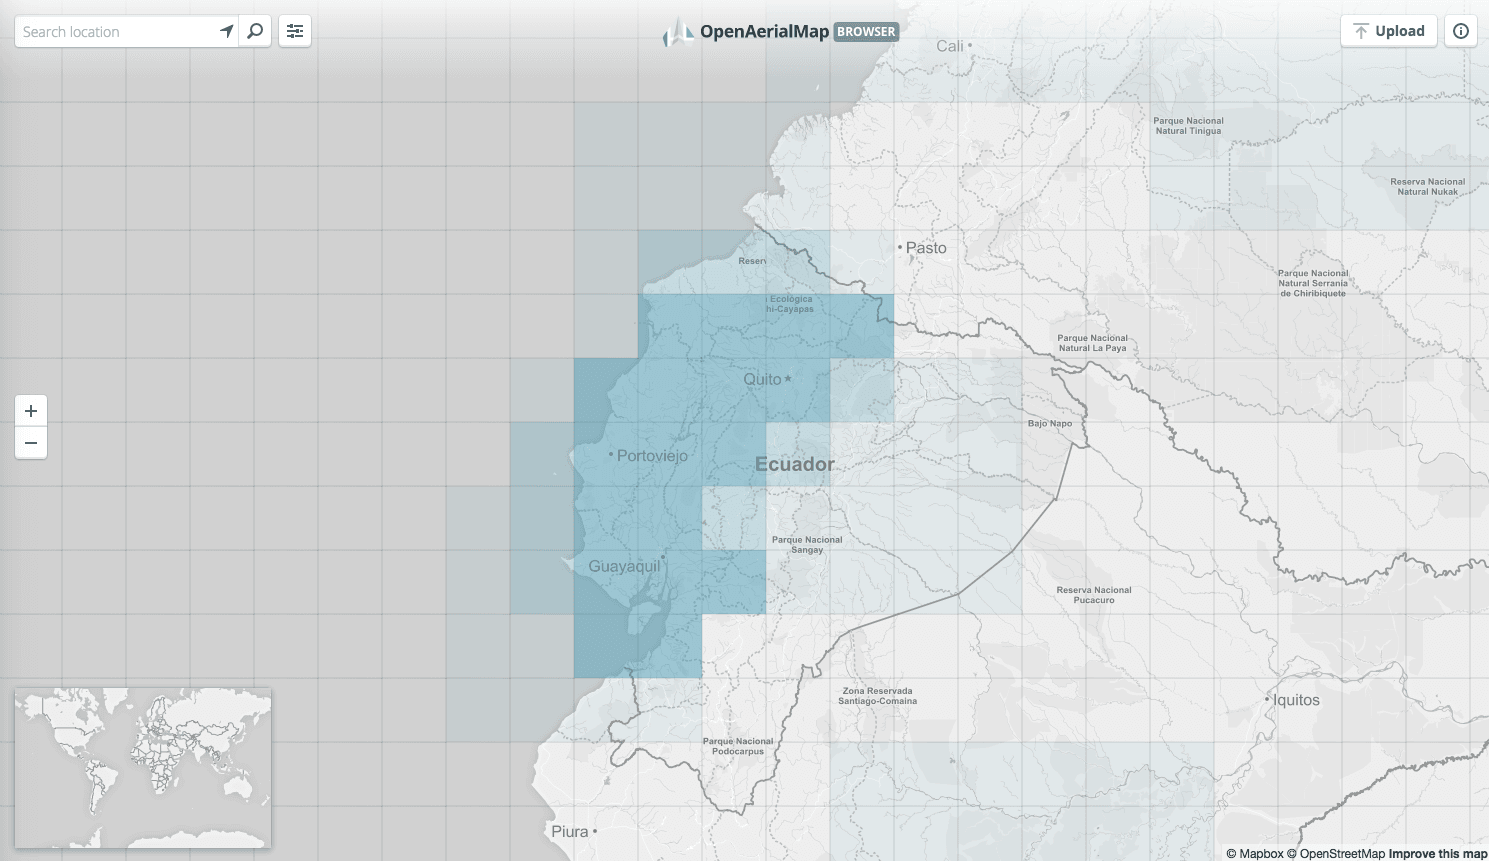 Search location
OpenAerialMap BROWSER
Upload
Cali
Parque Nacional
Natural Tinigua
Reserva Nacional
Natural Nukak
Pasto
Reserv
Ecológica
hi-Cayapas
Parque Nacional
Natural Serrania
de Chiribiquete
Parque Nacional
Natural La Paya
Quito
Bajo Napo
Portoviejo
Ecuador
Parque Nacional
Sangay
Guayaquil
Reserva Nacional
Pucacuro
Zona Reservada
Santiago-Comaina
Iquitos
Parque Nacional
Podocarpus
Piura
© Mapbox © OpenStreetMap Improve this map